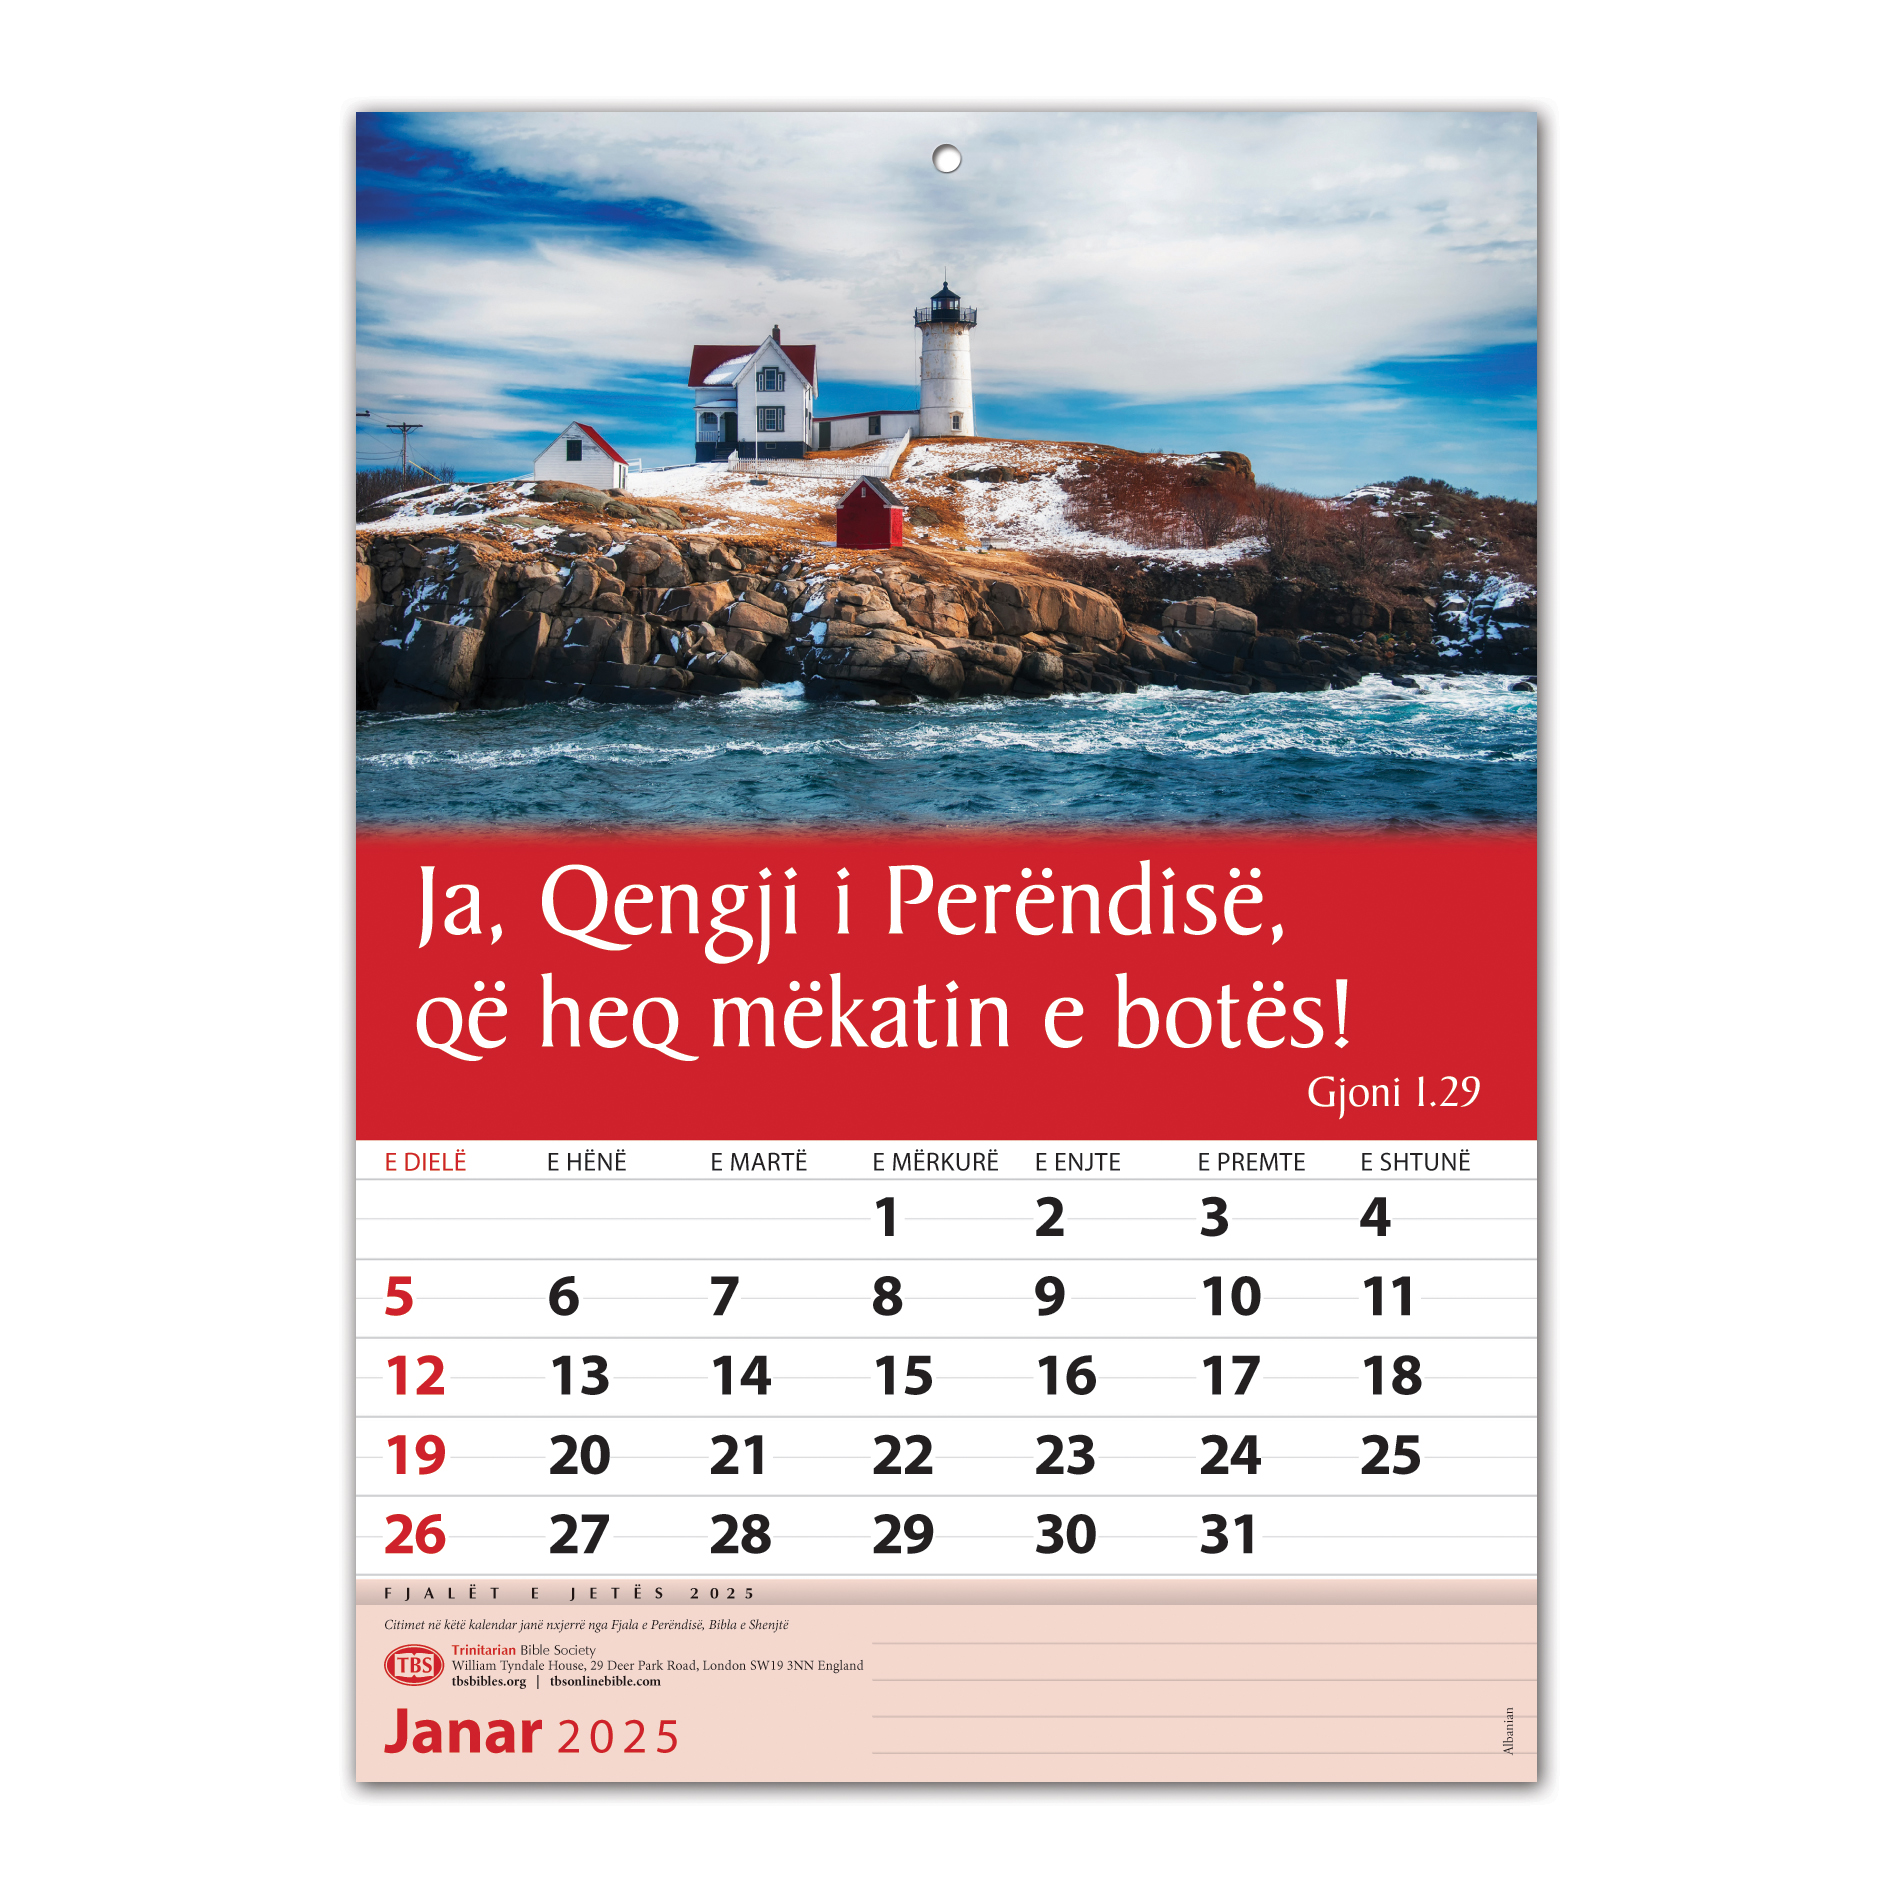 Ja, Qengji i Perëndisë,
që heq mëkatin e botës!
Gjoni 1.29
E DIELË E HËNË E MARTË E MËRKURË E ENJTE E PREMTE E SHTUNË
1 2 3 4
5 6 7 8 9 10 11
12 13 14 15 16 17 18
19 20 21 22 23 24 25
26 27 28 29 30 31
FJALËT E JETËS 2025
Citimet në këtë kalendar janë nxjerrë nga Fjala e Perëndisë, Bibla e Shenjtë
TBS
Trinitarian Bible Society
William Tyndale House, 29 Deer Park Road, London SW19 3NN England
tbsbibles.org | tbsonlinebible.com
Janar 2025
Albanian